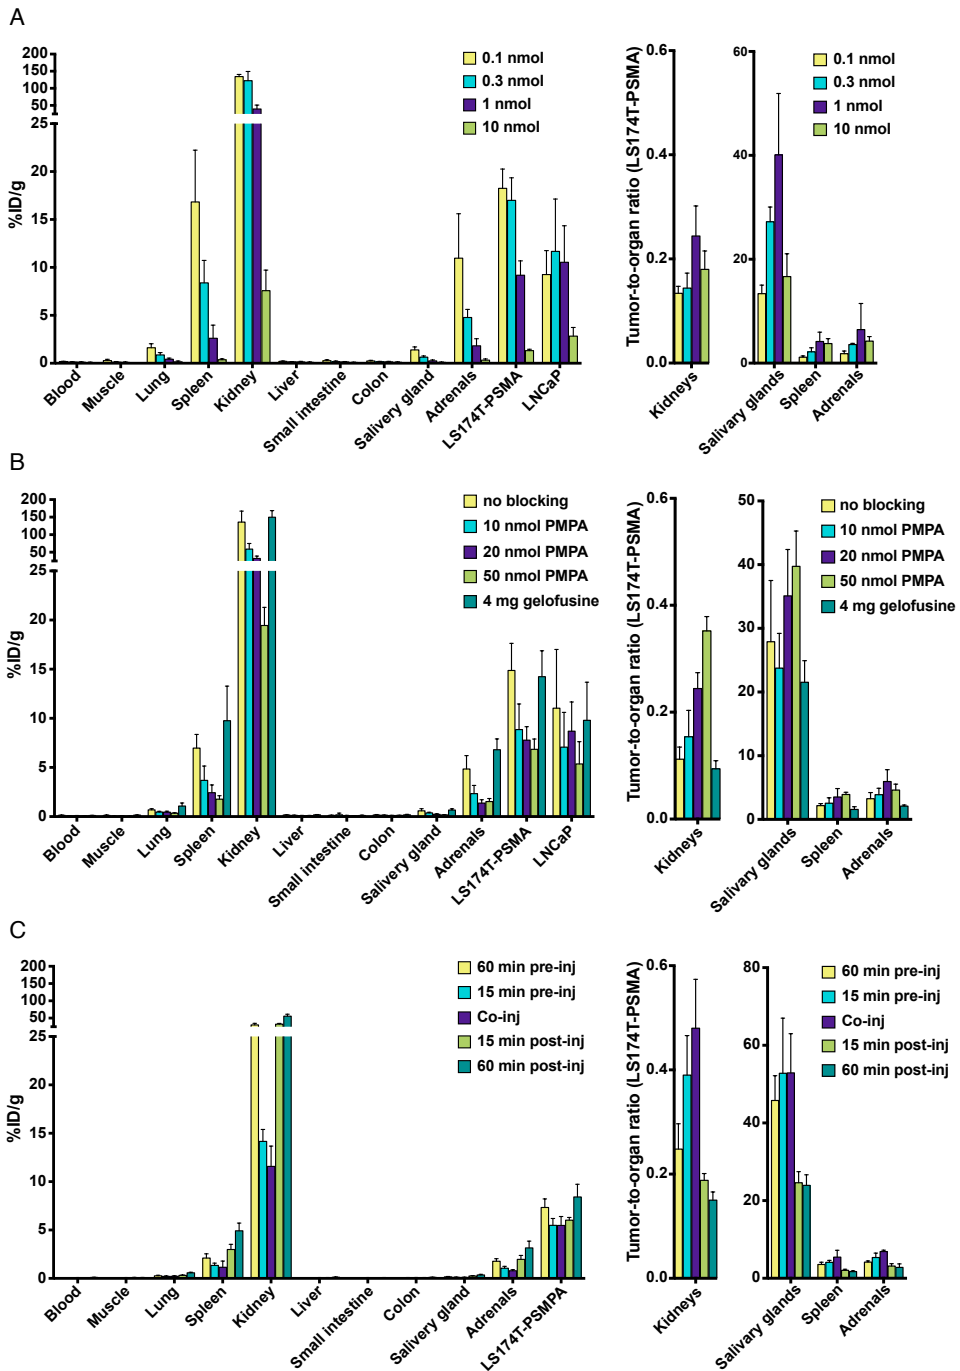 A
200
150
100
50
25
20
15
10
5
0
%ID/g
0.1 nmol
0.3 nmol
1 nmol
10 nmol
Blood
Muscle
Lung
Spleen
Kidney
Liver
Small intestine
Colon
Salivary gland
Adrenals
LS174T-PSMA
LNCaP
Tumor-to-organ ratio (LS174T-PSMA)
0.6
0.4
0.2
0.0
Kidneys
60
40
20
0
0.1 nmol
0.3 nmol
1 nmol
10 nmol
Salivary glands
Spleen
Adrenals
B
200
150
100
50
25
20
15
10
5
0
%ID/g
no blocking
10 nmol PMPA
20 nmol PMPA
50 nmol PMPA
4 mg gelofusine
Blood
Muscle
Lung
Spleen
Kidney
Liver
Small intestine
Colon
Salivery gland
Adrenals
LS174T-PSMA
LNCaP
Tumor-to-organ ratio (LS174T-PSMA)
0.6
0.4
0.2
0.0
Kidneys
50
40
30
20
10
0
no blocking
10 nmol PMPA
20 nmol PMPA
50 nmol PMPA
4 mg gelofusine
Salivary glands
Spleen
Adrenals
C
200
150
100
50
25
20
15
10
5
0
%ID/g
60 min pre-inj
15 min pre-inj
Co-inj
15 min post-inj
60 min post-inj
Blood
Muscle
Lung
Spleen
Kidney
Liver
Small intestine
Colon
Salivery gland
Adrenals
LS174T-PSMPA
Tumor-to-organ ratio (LS174T-PSMA)
0.6
0.4
0.2
0.0
Kidneys
80
60
40
20
0
60 min pre-inj
15 min pre-inj
Co-inj
15 min post-inj
60 min post-inj
Salivary glands
Spleen
Adrenals